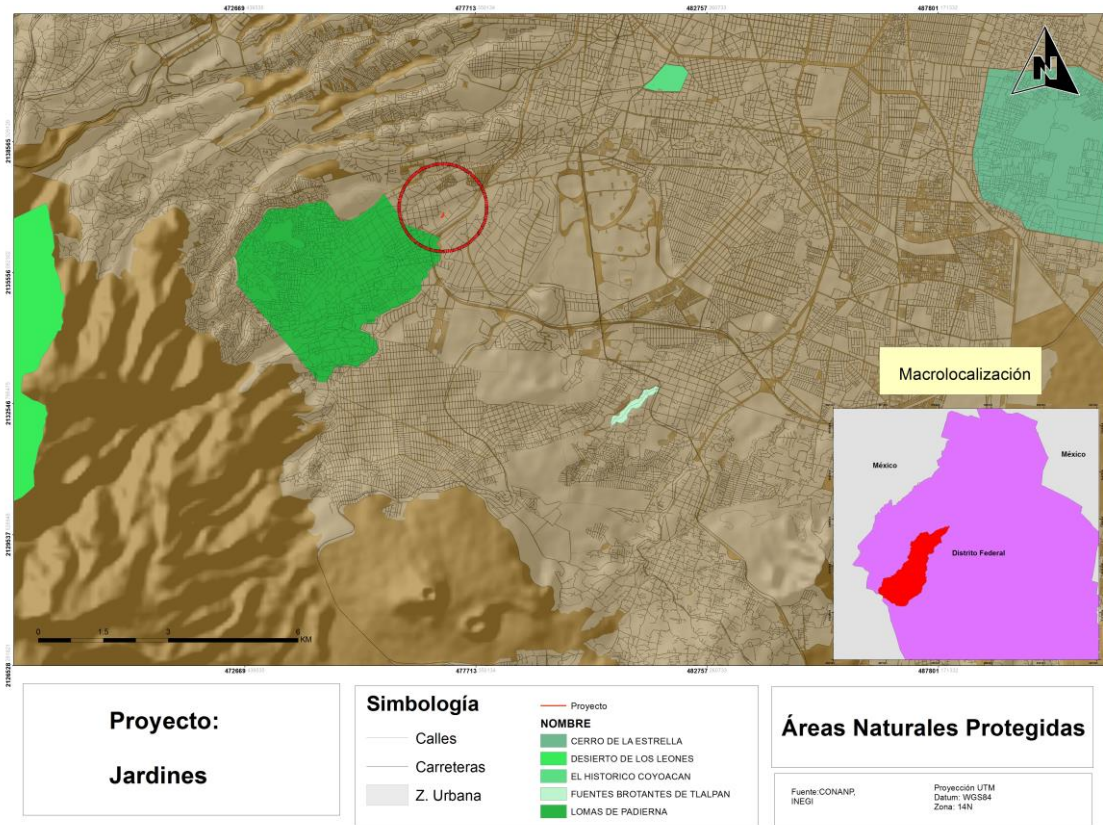 472669
477713
482757
487801
N
2138565
2135556
2132546
2129537
2126528
Macrolocalización
México
México
Distrito Federal
0 1.5 3 6
KM
472669
477713
482757
487801
Proyecto:
Jardines
Simbología
Calles
Carreteras
Z. Urbana
Proyecto
NOMBRE
CERRO DE LA ESTRELLA
DESIERTO DE LOS LEONES
EL HISTORICO COYOACAN
FUENTES BROTANTES DE TLALPAN
LOMAS DE PADIERNA
Áreas Naturales Protegidas
Fuente:CONANP,
INEGI
Proyección UTM
Datum: WGS84
Zona: 14N